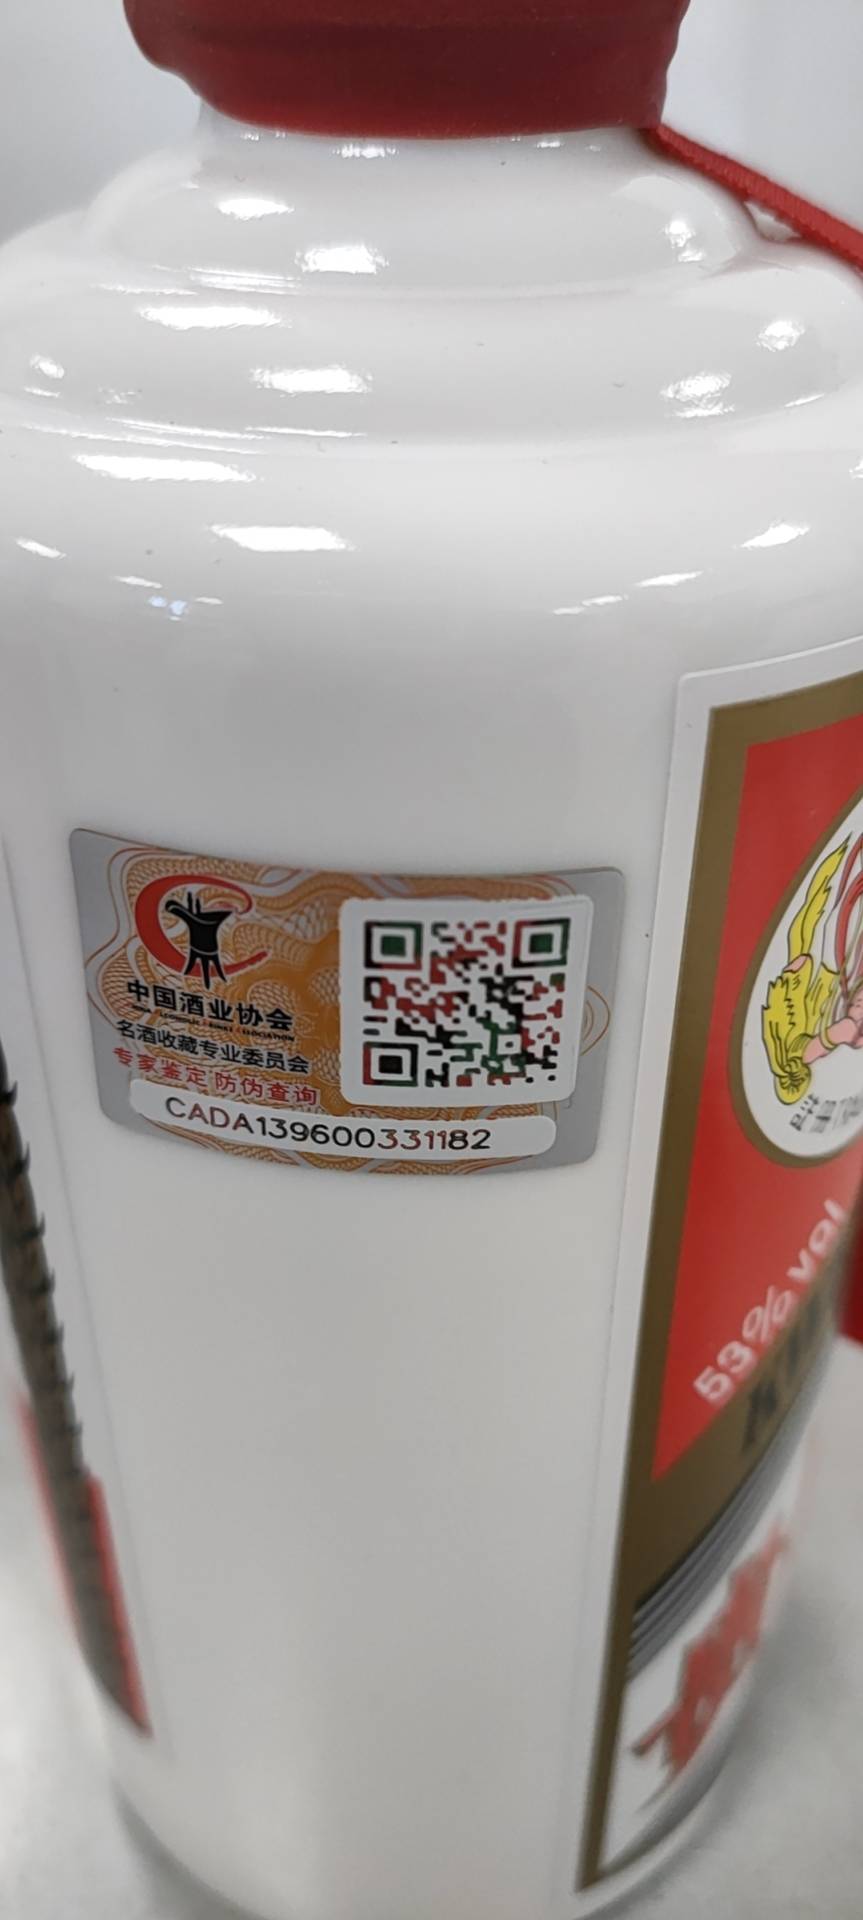 中国酒业协会
名酒收藏专业委员会
专家鉴定 防伪查询
CADA139600331182
53% vol